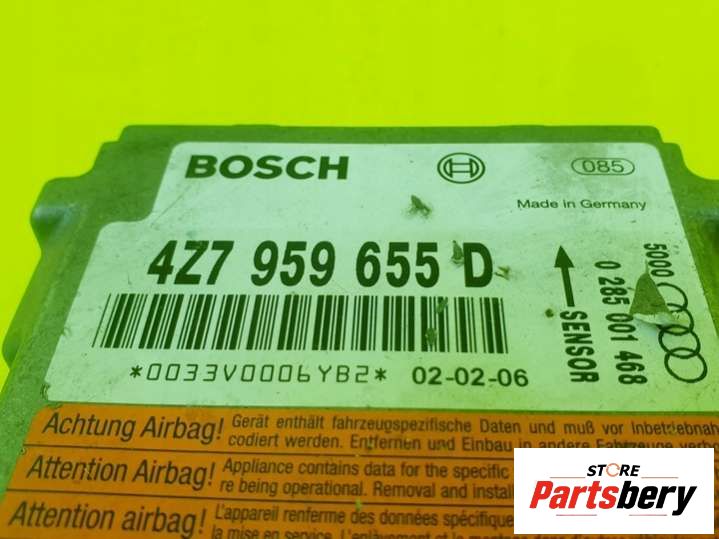 BOSCH
085
Made in Germany
4Z7 959 655 D
*0033V0006YB2* 02-02-06
SENSOR
0 285 001 468
5000
Achtung Airbag! Gerät enthält fahrzeugspezifische Daten und muß vor Inbetriebnah
codiert werden. Entfernen und Einbau in andere Fahrzeuge verbo
Attention Airbag! Appliance contains data for the specific
re being operational. Removal and install
Attention airbag! L'appareil renferme des données spécifique
la mise en service.
STORE
Partsbery